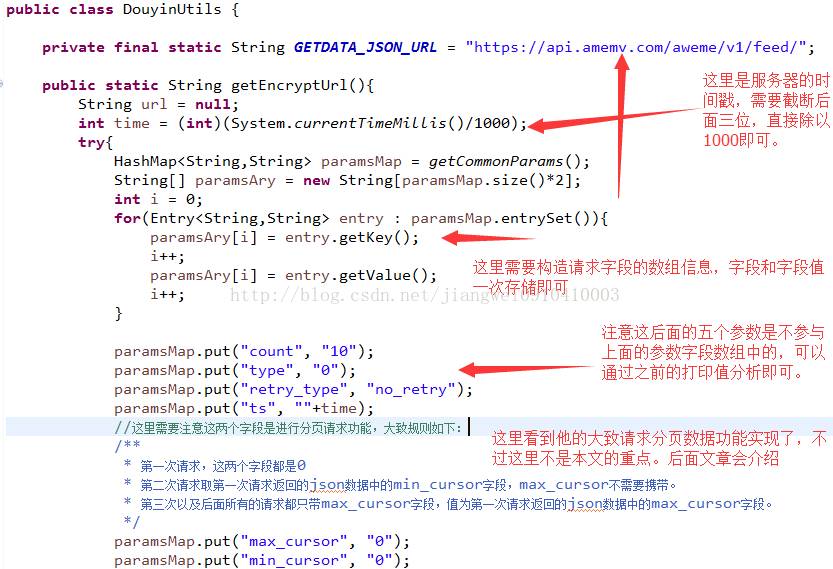 public class DouyinUtils {
private final static String GETDATA_JSON_URL = "https://api.amemv.com/aweme/v1/feed/";
public static String getEncryptUrl(){
String url = null;
int time = (int)(System.currentTimeMillis()/1000);
try{
HashMap<String,String> paramsMap = getCommonParams();
String[] paramsAry = new String[paramsMap.size()*2];
int i = 0;
for(Entry<String,String> entry : paramsMap.entrySet()){
paramsAry[i] = entry.getKey();
i++;
paramsAry[i] = entry.getValue();
i++;
}
paramsMap.put("count", "10");
paramsMap.put("type", "0");
paramsMap.put("retry_type", "no_retry");
paramsMap.put("ts", ""+time);
//这里需要注意这两个字段是进行分页请求功能，大致规则如下：
/**
* 第一次请求，这两个字段都是0
* 第二次请求取第一次请求返回的json数据中的min_cursor字段，max_cursor不需要携带。
* 第三次以及后面所有的请求都只带max_cursor字段，值为第一次请求返回的json数据中的max_cursor字段。
*/
paramsMap.put("max_cursor", "0");
paramsMap.put("min_cursor", "0");
这里是服务器的时
间戳，需要截断后
面三位，直接除以
1000即可。
这里需要构造请求字段的数组信息，字段和字段值
一次存储即可
http://blog.csdn.net/jiangwei0910410003
注意这后面的五个参数是不参与
上面的参数字段数组中的，可以
通过之前的打印值分析即可。
这里看到他的大致请求分页数据功能实现了，不
过这里不是本文的重点。后面文章会介绍